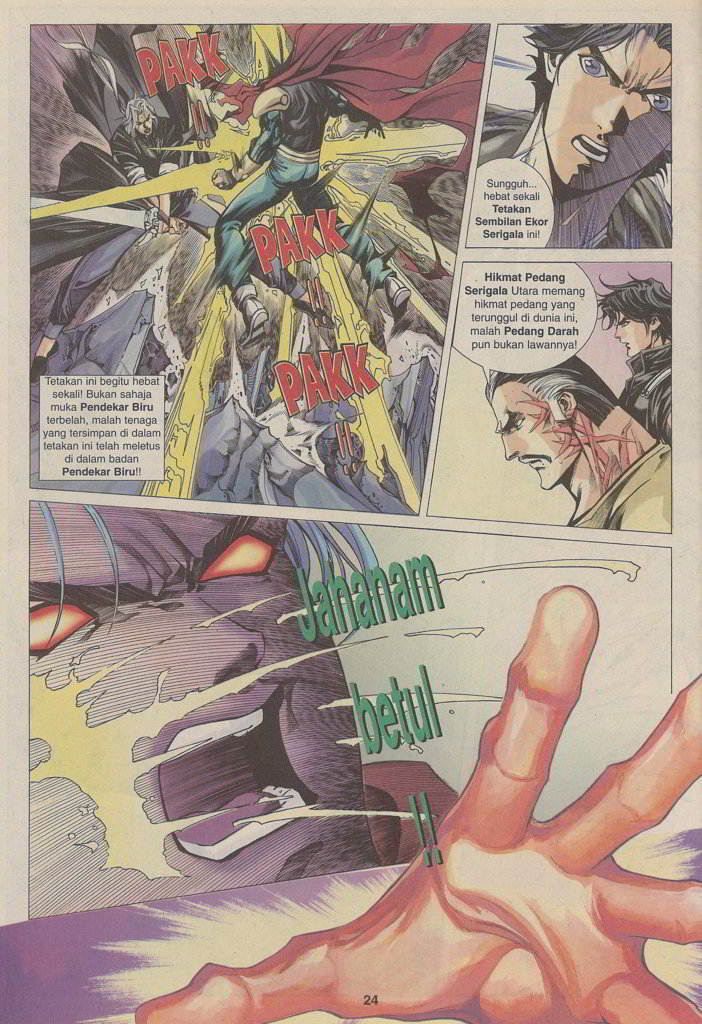 PAKK
!!
PAKK
!!
PAKK
!!
Tetakan ini begitu hebat
sekali! Bukan sahaja
muka Pendekar Biru
terbelah, malah tenaga
yang tersimpan di dalam
tetakan ini telah meletus
di dalam badan
Pendekar Biru!!
Sungguh...
hebat sekali
Tetakan
Sembilan Ekor
Serigala ini!
Hikmat Pedang
Serigala Utara memang
hikmat pedang yang
terunggul di dunia ini,
malah Pedang Darah
pun bukan lawannya!
Jahanam
betul
!!
24